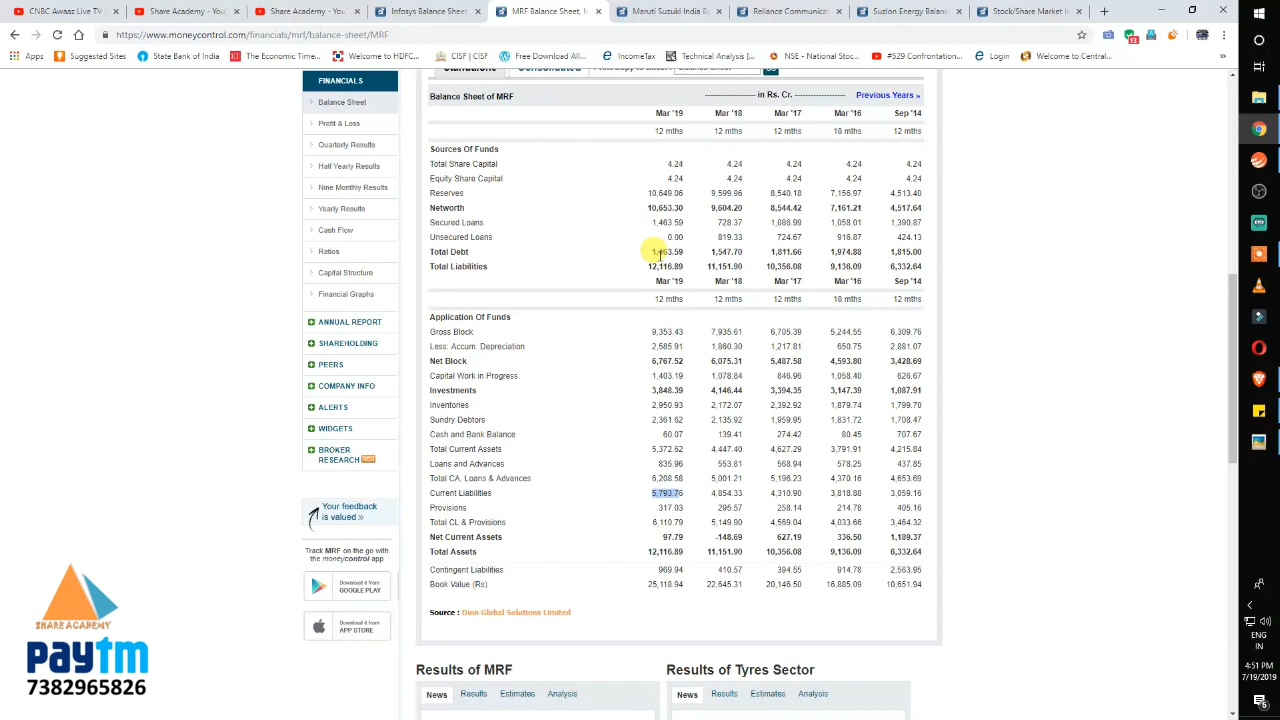 CNBC Awaaz Live TV
Share Academy - YouT
Share Academy - YouT
Infosys Balance Sheet,
MRF Balance Sheet, M
Maruti Suzuki India Ba
Reliance Communicat
Suzlon Energy Balanc
Stock/Share Market I
https://www.moneycontrol.com/financials/mrf/balance-sheet/MRF
Apps
Suggested Sites
State Bank of India
The Economic Times
Welcome to HDFC...
CISF | CISF
Free Download, Free...
IncomeTax
Technical Analysis [...
NSE - National Stoc...
#529 Confrontation...
Login
Welcome to Central...
FINANCIALS
Balance Sheet
Profit & Loss
Quarterly Results
Half Yearly Results
Nine Monthly Results
Yearly Results
Cash Flow
Ratios
Capital Structure
Financial Graphs
ANNUAL REPORT
SHAREHOLDING
PEERS
COMPANY INFO
ALERTS
WIDGETS
BROKER
RESEARCH
Your feedback
is valued »
Track MRF on the go with
the moneycontrol app
Download it from
GOOGLE PLAY
Download it from
APP STORE
Standalone Consolidated
Balance Sheet of MRF ------------------- in Rs. Cr. ------------------- Previous Years »
Mar '19 Mar '18 Mar '17 Mar '16 Sep '14
12 mths 12 mths 12 mths 18 mths 12 mths
Sources Of Funds
Total Share Capital 4.24 4.24 4.24 4.24 4.24
Equity Share Capital 4.24 4.24 4.24 4.24 4.24
Reserves 10,649.06 9,599.96 8,540.18 7,156.97 4,513.40
Networth 10,653.30 9,604.20 8,544.42 7,161.21 4,517.64
Secured Loans 1,463.59 728.37 1,086.99 1,058.01 1,390.87
Unsecured Loans 0.00 819.33 724.67 916.87 424.13
Total Debt 1,463.59 1,547.70 1,811.66 1,974.88 1,815.00
Total Liabilities 12,116.89 11,151.90 10,356.08 9,136.09 6,332.64
Mar '19 Mar '18 Mar '17 Mar '16 Sep '14
12 mths 12 mths 12 mths 18 mths 12 mths
Application Of Funds
Gross Block 9,353.43 7,935.61 6,705.39 5,244.55 6,309.76
Less: Accum. Depreciation 2,585.91 1,860.30 1,217.81 650.75 2,881.07
Net Block 6,767.52 6,075.31 5,487.58 4,593.80 3,428.69
Capital Work in Progress 1,403.19 1,078.84 846.96 1,058.40 626.67
Investments 3,848.39 4,146.44 3,394.35 3,147.39 1,087.91
Inventories 2,950.93 2,172.07 2,392.92 1,879.74 1,799.70
Sundry Debtors 2,361.62 2,135.92 1,959.95 1,831.72 1,708.47
Cash and Bank Balance 60.07 139.41 274.42 80.45 707.67
Total Current Assets 5,372.62 4,447.40 4,627.29 3,791.91 4,215.84
Loans and Advances 835.96 553.81 568.94 578.25 437.85
Total CA, Loans & Advances 6,208.58 5,001.21 5,196.23 4,370.16 4,653.69
Current Liabilities 5,793.76 4,854.33 4,310.90 3,818.88 3,059.16
Provisions 317.03 295.57 258.14 214.78 405.16
Total CL & Provisions 6,110.79 5,149.90 4,569.04 4,033.66 3,464.32
Net Current Assets 97.79 -148.69 627.19 336.50 1,189.37
Total Assets 12,116.89 11,151.90 10,356.08 9,136.09 6,332.64
Contingent Liabilities 969.94 410.57 394.55 914.78 2,563.95
Book Value (Rs) 25,118.94 22,645.31 20,146.50 16,885.09 10,651.94
Source : Dion Global Solutions Limited
Results of MRF
News Results Estimates Analysis
Results of Tyres Sector
News Results Estimates Analysis
SHARE ACADEMY
paytm
7382965826
ENG
IN
4:51 PM
7/19/2019